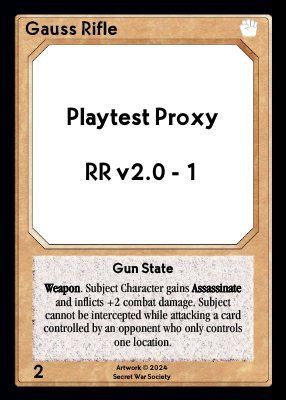 Gauss Rifle
Playtest Proxy
RR v2.0 - 1
Gun State
Weapon. Subject Character gains Assassinate
and inflicts +2 combat damage. Subject
cannot be intercepted while attacking a card
controlled by an opponent who only controls
one location.
2
Artwork © 2024
Secret War Society